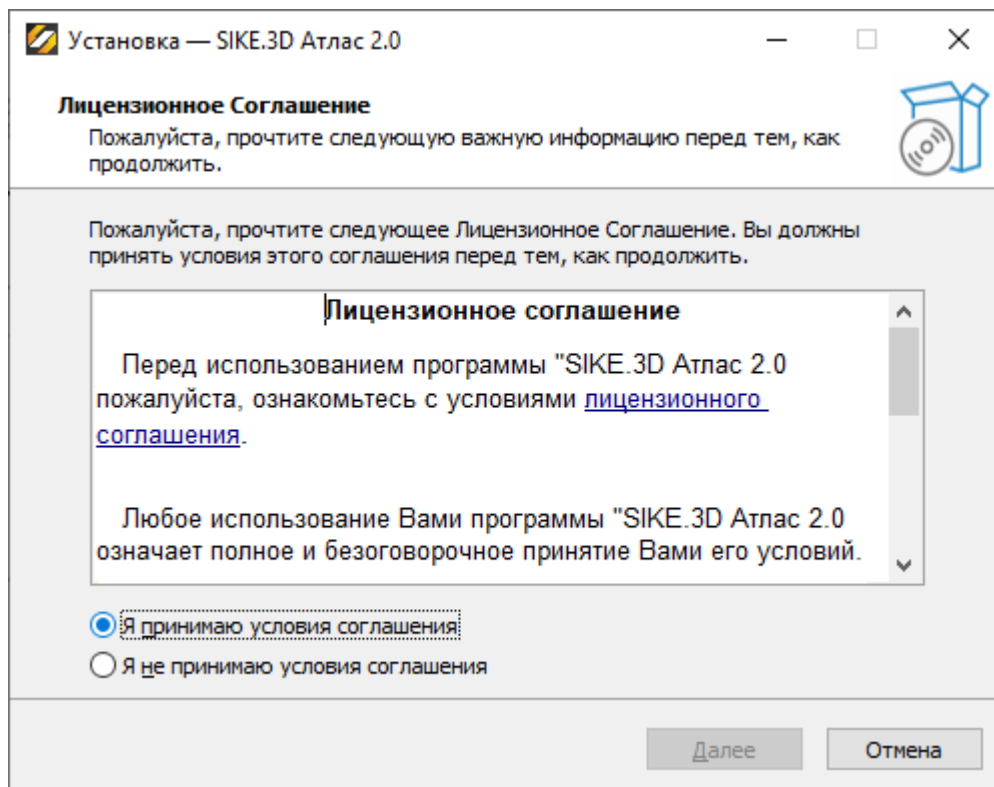 Установка — SIKE.3D Атлас 2.0
Лицензионное Соглашение
Пожалуйста, прочтите следующую важную информацию перед тем, как
продолжить.
Пожалуйста, прочтите следующее Лицензионное Соглашение. Вы должны
принять условия этого соглашения перед тем, как продолжить.
Лицензионное соглашение
Перед использованием программы "SIKE.3D Атлас 2.0
пожалуйста, ознакомьтесь с условиями лицензионного
соглашения.
Любое использование Вами программы "SIKE.3D Атлас 2.0
означает полное и безоговорочное принятие Вами его условий.
Я принимаю условия соглашения
Я не принимаю условия соглашения
Далее
Отмена